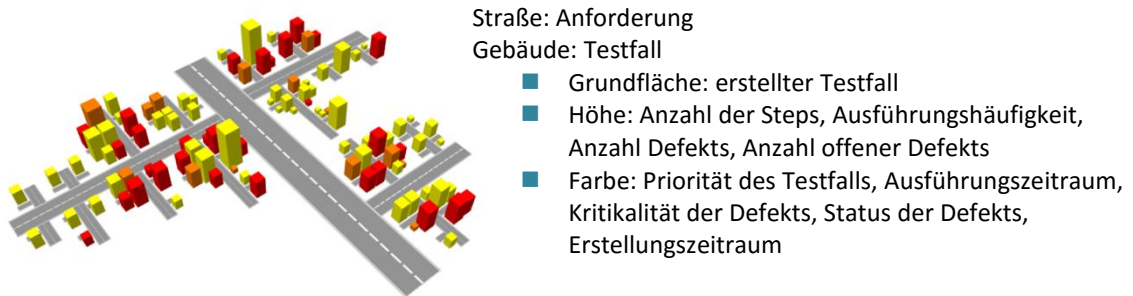 Straße: Anforderung
Gebäude: Testfall
Grundfläche: erstellter Testfall
Höhe: Anzahl der Steps, Ausführungshäufigkeit,
Anzahl Defekts, Anzahl offener Defekts
Farbe: Priorität des Testfalls, Ausführungszeitraum,
Kritikalität der Defekts, Status der Defekts,
Erstellungszeitraum